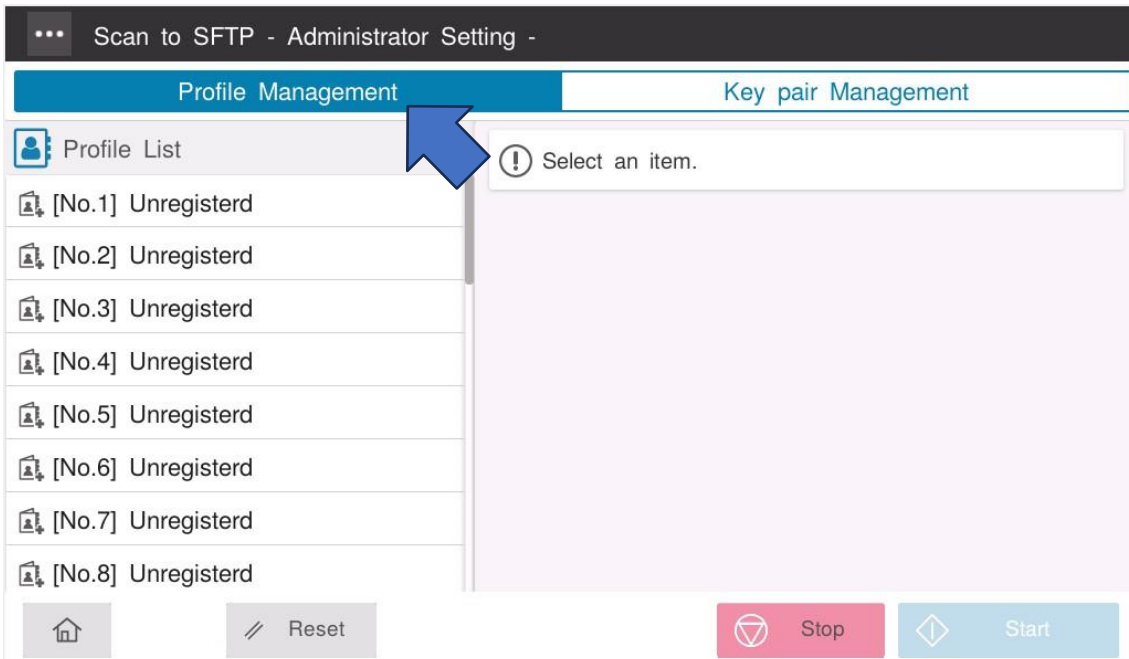 Scan to SFTP - Administrator Setting -
Profile Management
Key pair Management
Profile List
Select an item.
[No.1] Unregisterd
[No.2] Unregisterd
[No.3] Unregisterd
[No.4] Unregisterd
[No.5] Unregisterd
[No.6] Unregisterd
[No.7] Unregisterd
[No.8] Unregisterd
Reset
Stop
Start